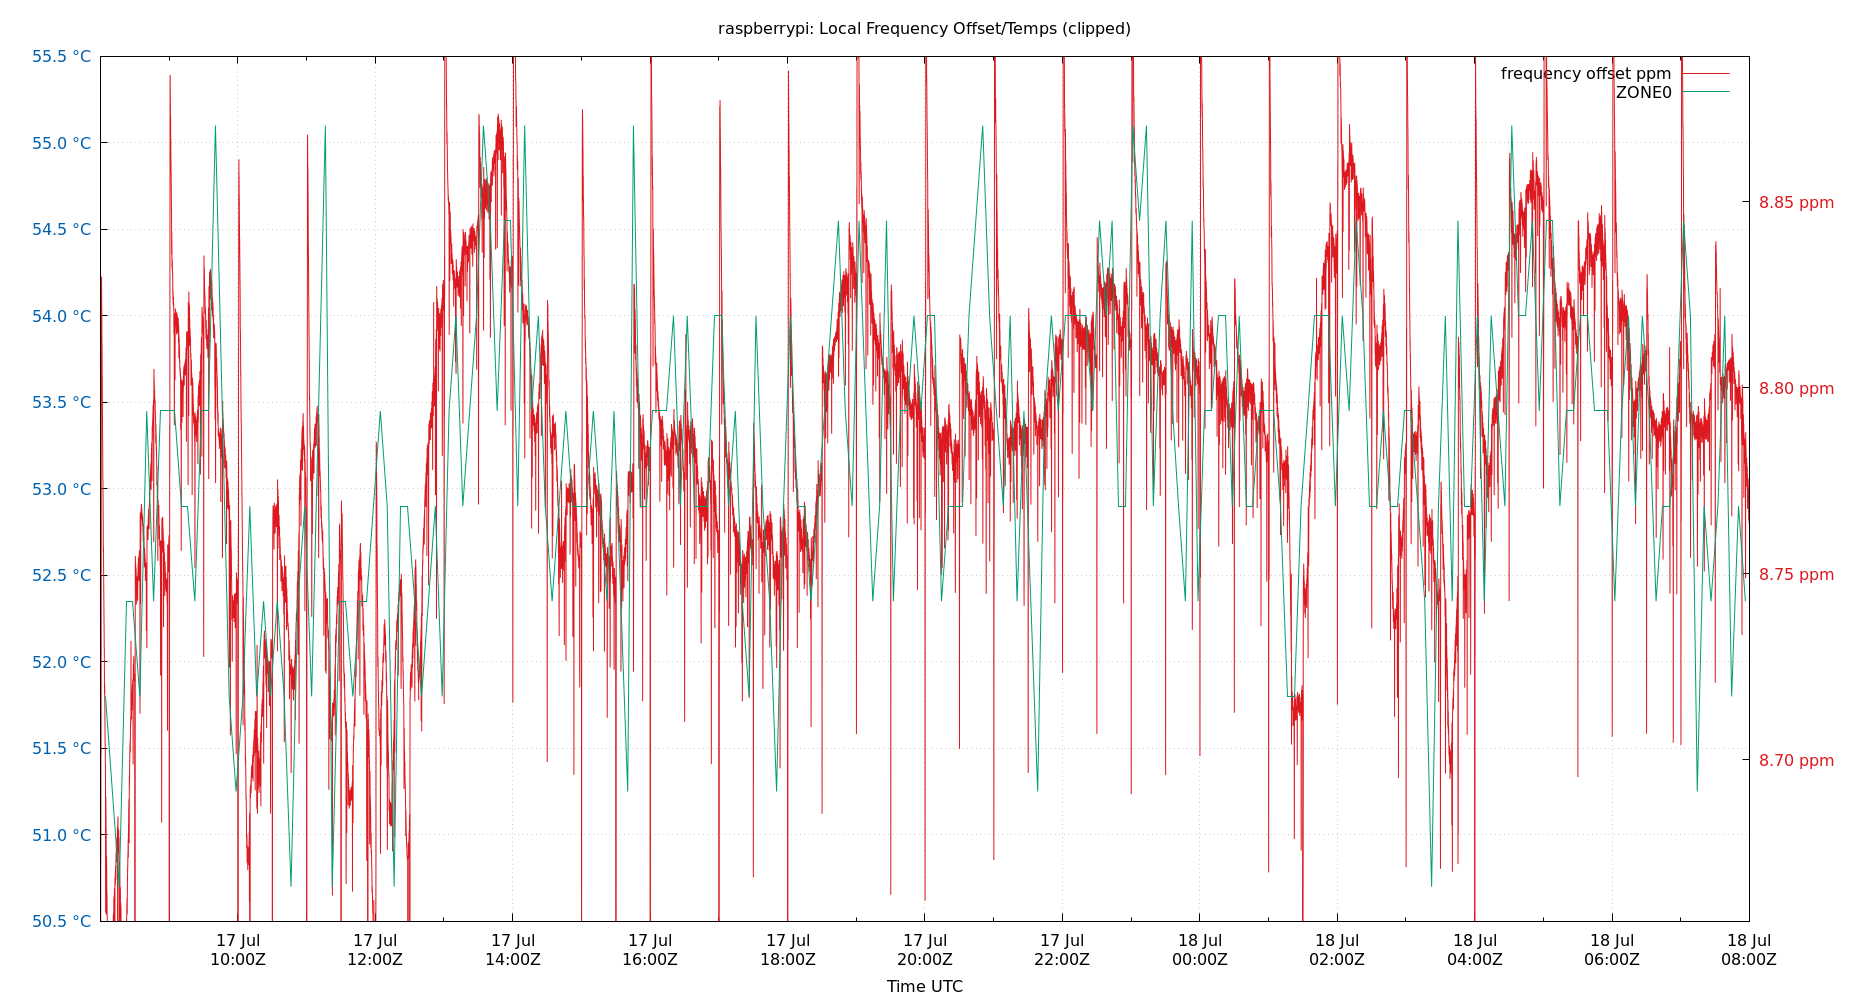 raspberrypi: Local Frequency Offset/Temps (clipped)
55.5 °C
55.0 °C
54.5 °C
54.0 °C
53.5 °C
53.0 °C
52.5 °C
52.0 °C
51.5 °C
51.0 °C
50.5 °C
frequency offset ppm
ZONE0
8.85 ppm
8.80 ppm
8.75 ppm
8.70 ppm
17 Jul 17 Jul 17 Jul 17 Jul 17 Jul 17 Jul 17 Jul 18 Jul 18 Jul 18 Jul 18 Jul 18 Jul
10:00Z 12:00Z 14:00Z 16:00Z 18:00Z 20:00Z 22:00Z 00:00Z 02:00Z 04:00Z 06:00Z 08:00Z
Time UTC